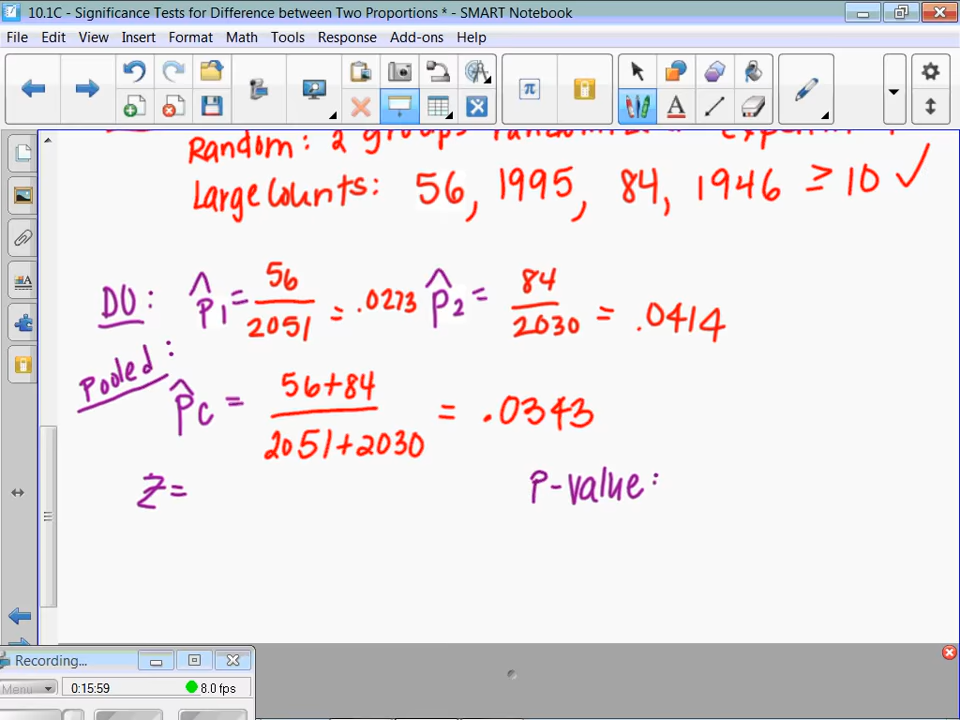 10.1C - Significance Tests for Difference between Two Proportions * - SMART Notebook
File Edit View Insert Format Math Tools Response Add-ons Help
Random: 2 groups
Large Counts: 56, 1995, 84, 1946 ≥ 10 ✓
DO: p̂1 = 56/2051 = .0273 p̂2 = 84/2030 = .0414
Pooled:
p̂c = 56+84/2051+2030 = .0343
Z= P-value:
Recording...
Menu 0:15:59 8.0 fps